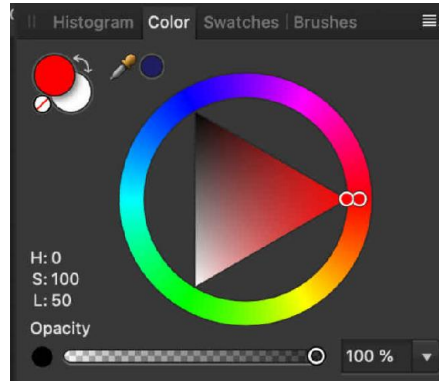 Histogram Color Swatches | Brushes
H: 0
S: 100
L: 50
Opacity
100 %